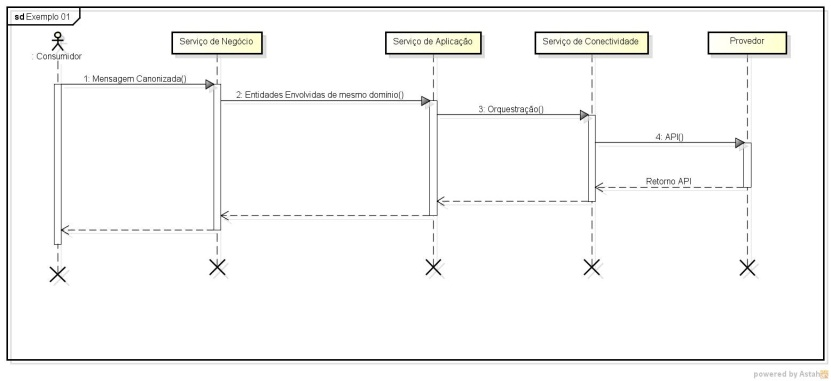 sd Exemplo 01
: Consumidor
Serviço de Negócio
Serviço de Aplicação
Serviço de Conectividade
Provedor
1: Mensagem Canonizada()
2: Entidades Envolvidas de mesmo domínio()
3: Orquestração()
4: API()
Retorno API
powered by Astah